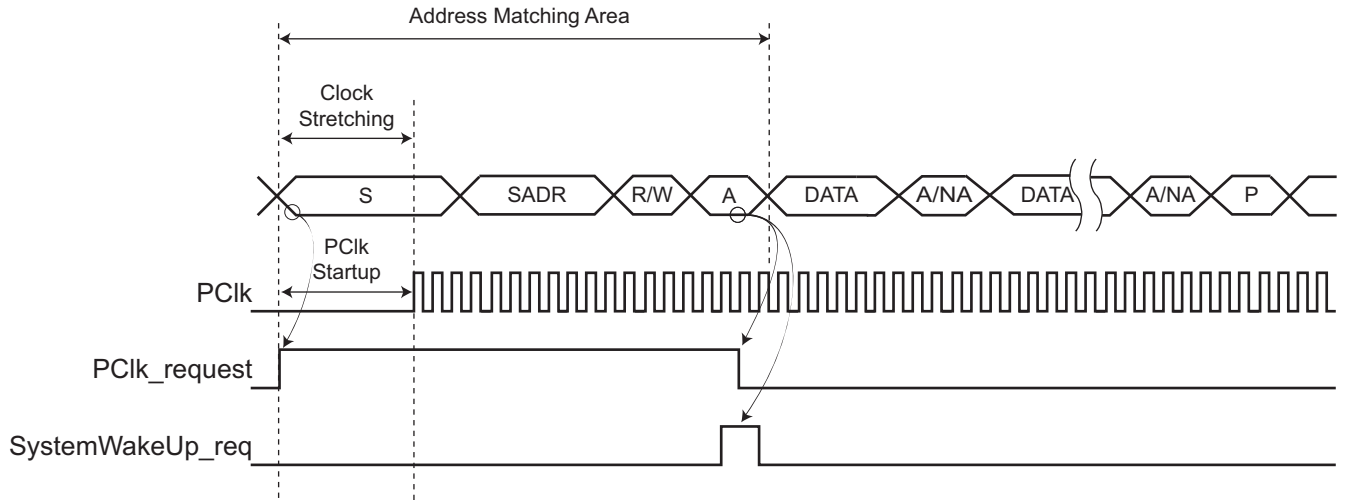 Address Matching Area
Clock
Stretching
S
SADR
R/W
A
DATA
A/NA
DATA
A/NA
P
PClk
Startup
PClk
PClk_request
SystemWakeUp_req